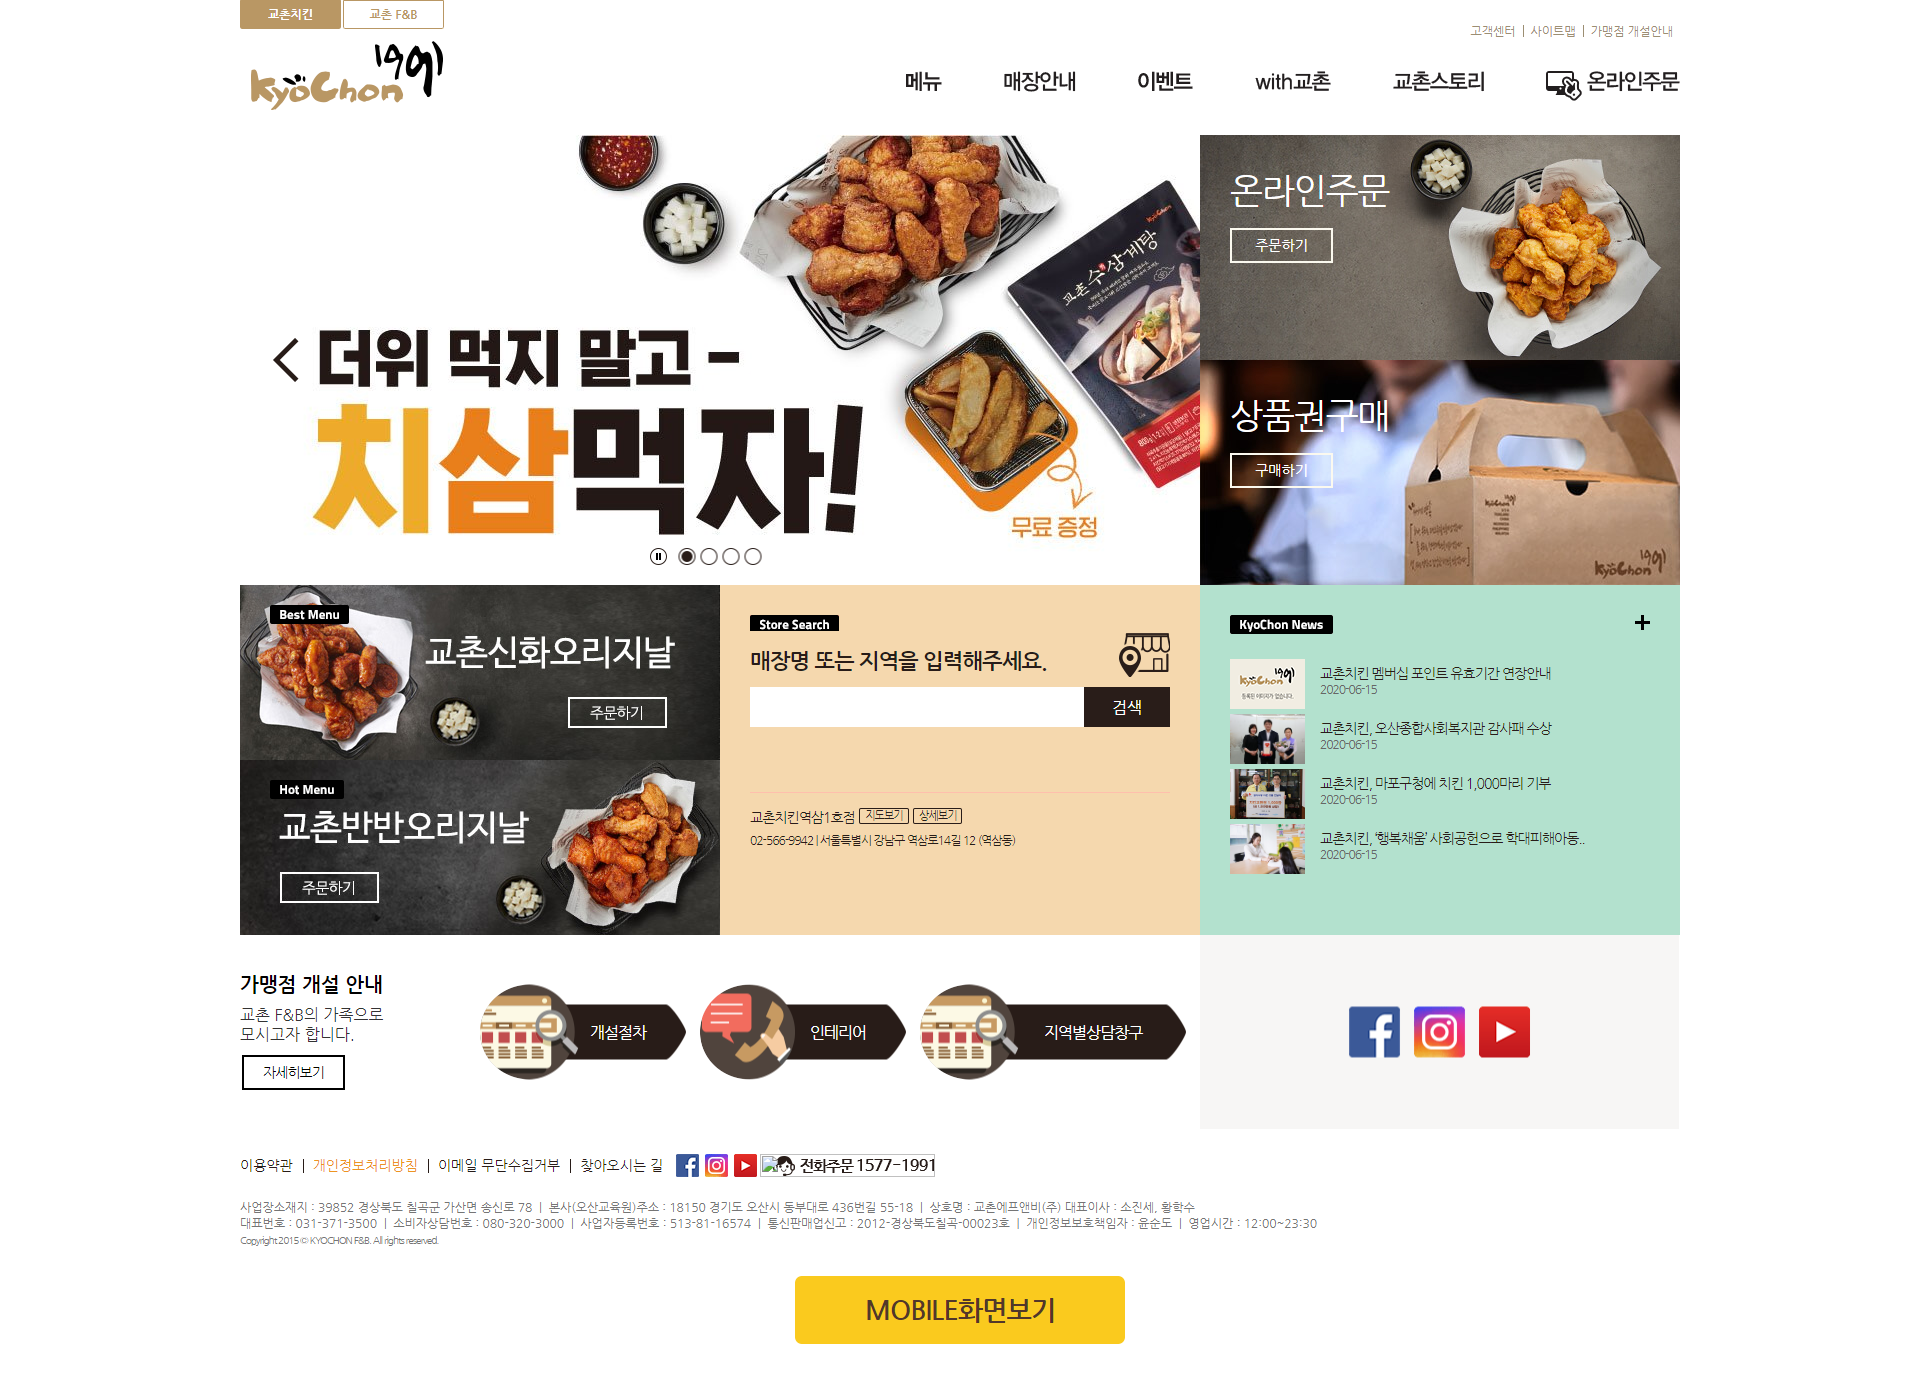 교촌치킨
교촌 F&B
고객센터 | 사이트맵 | 가맹점 개설안내
KyoChon 1991
메뉴
매장안내
이벤트
with교촌
교촌스토리
온라인주문
더위 먹지 말고 -
치삼먹자!
교촌 수삼계탕
무료 증정
온라인주문
주문하기
상품권구매
구매하기
Best Menu
교촌신화오리지날
주문하기
Hot Menu
교촌반반오리지날
주문하기
Store Search
매장명 또는 지역을 입력해주세요.
검색
교촌치킨역삼1호점 지도보기 상세보기
02-566-9942 | 서울특별시 강남구 역삼로14길 12 (역삼동)
KyoChon News
교촌치킨 멤버십 포인트 유효기간 연장안내
2020-06-15
교촌치킨, 오산종합사회복지관 감사패 수상
2020-06-15
교촌치킨, 마포구청에 치킨 1,000마리 기부
2020-06-15
교촌치킨, ‘행복채움’ 사회공헌으로 학대피해아동..
2020-06-15
가맹점 개설 안내
교촌 F&B의 가족으로
모시고자 합니다.
자세히보기
개설절차
인테리어
지역별상담창구
이용약관 | 개인정보처리방침 | 이메일 무단수집거부 | 찾아오시는 길
전화주문 1577-1991
사업장소재지 : 39852 경상북도 칠곡군 가산면 송신로 78 | 본사(오산교육원)주소 : 18150 경기도 오산시 동부대로 436번길 55-18 | 상호명 : 교촌에프앤비(주) 대표이사 : 소진세, 황학수
대표번호 : 031-371-3500 | 소비자상담번호 : 080-320-3000 | 사업자등록번호 : 513-81-16574 | 통신판매업신고 : 2012-경상북도칠곡-00023호 | 개인정보보호책임자 : 윤순도 | 영업시간 : 12:00~23:30
Copyright 2015 © KYOCHON F&B. All rights reserved.
MOBILE화면보기